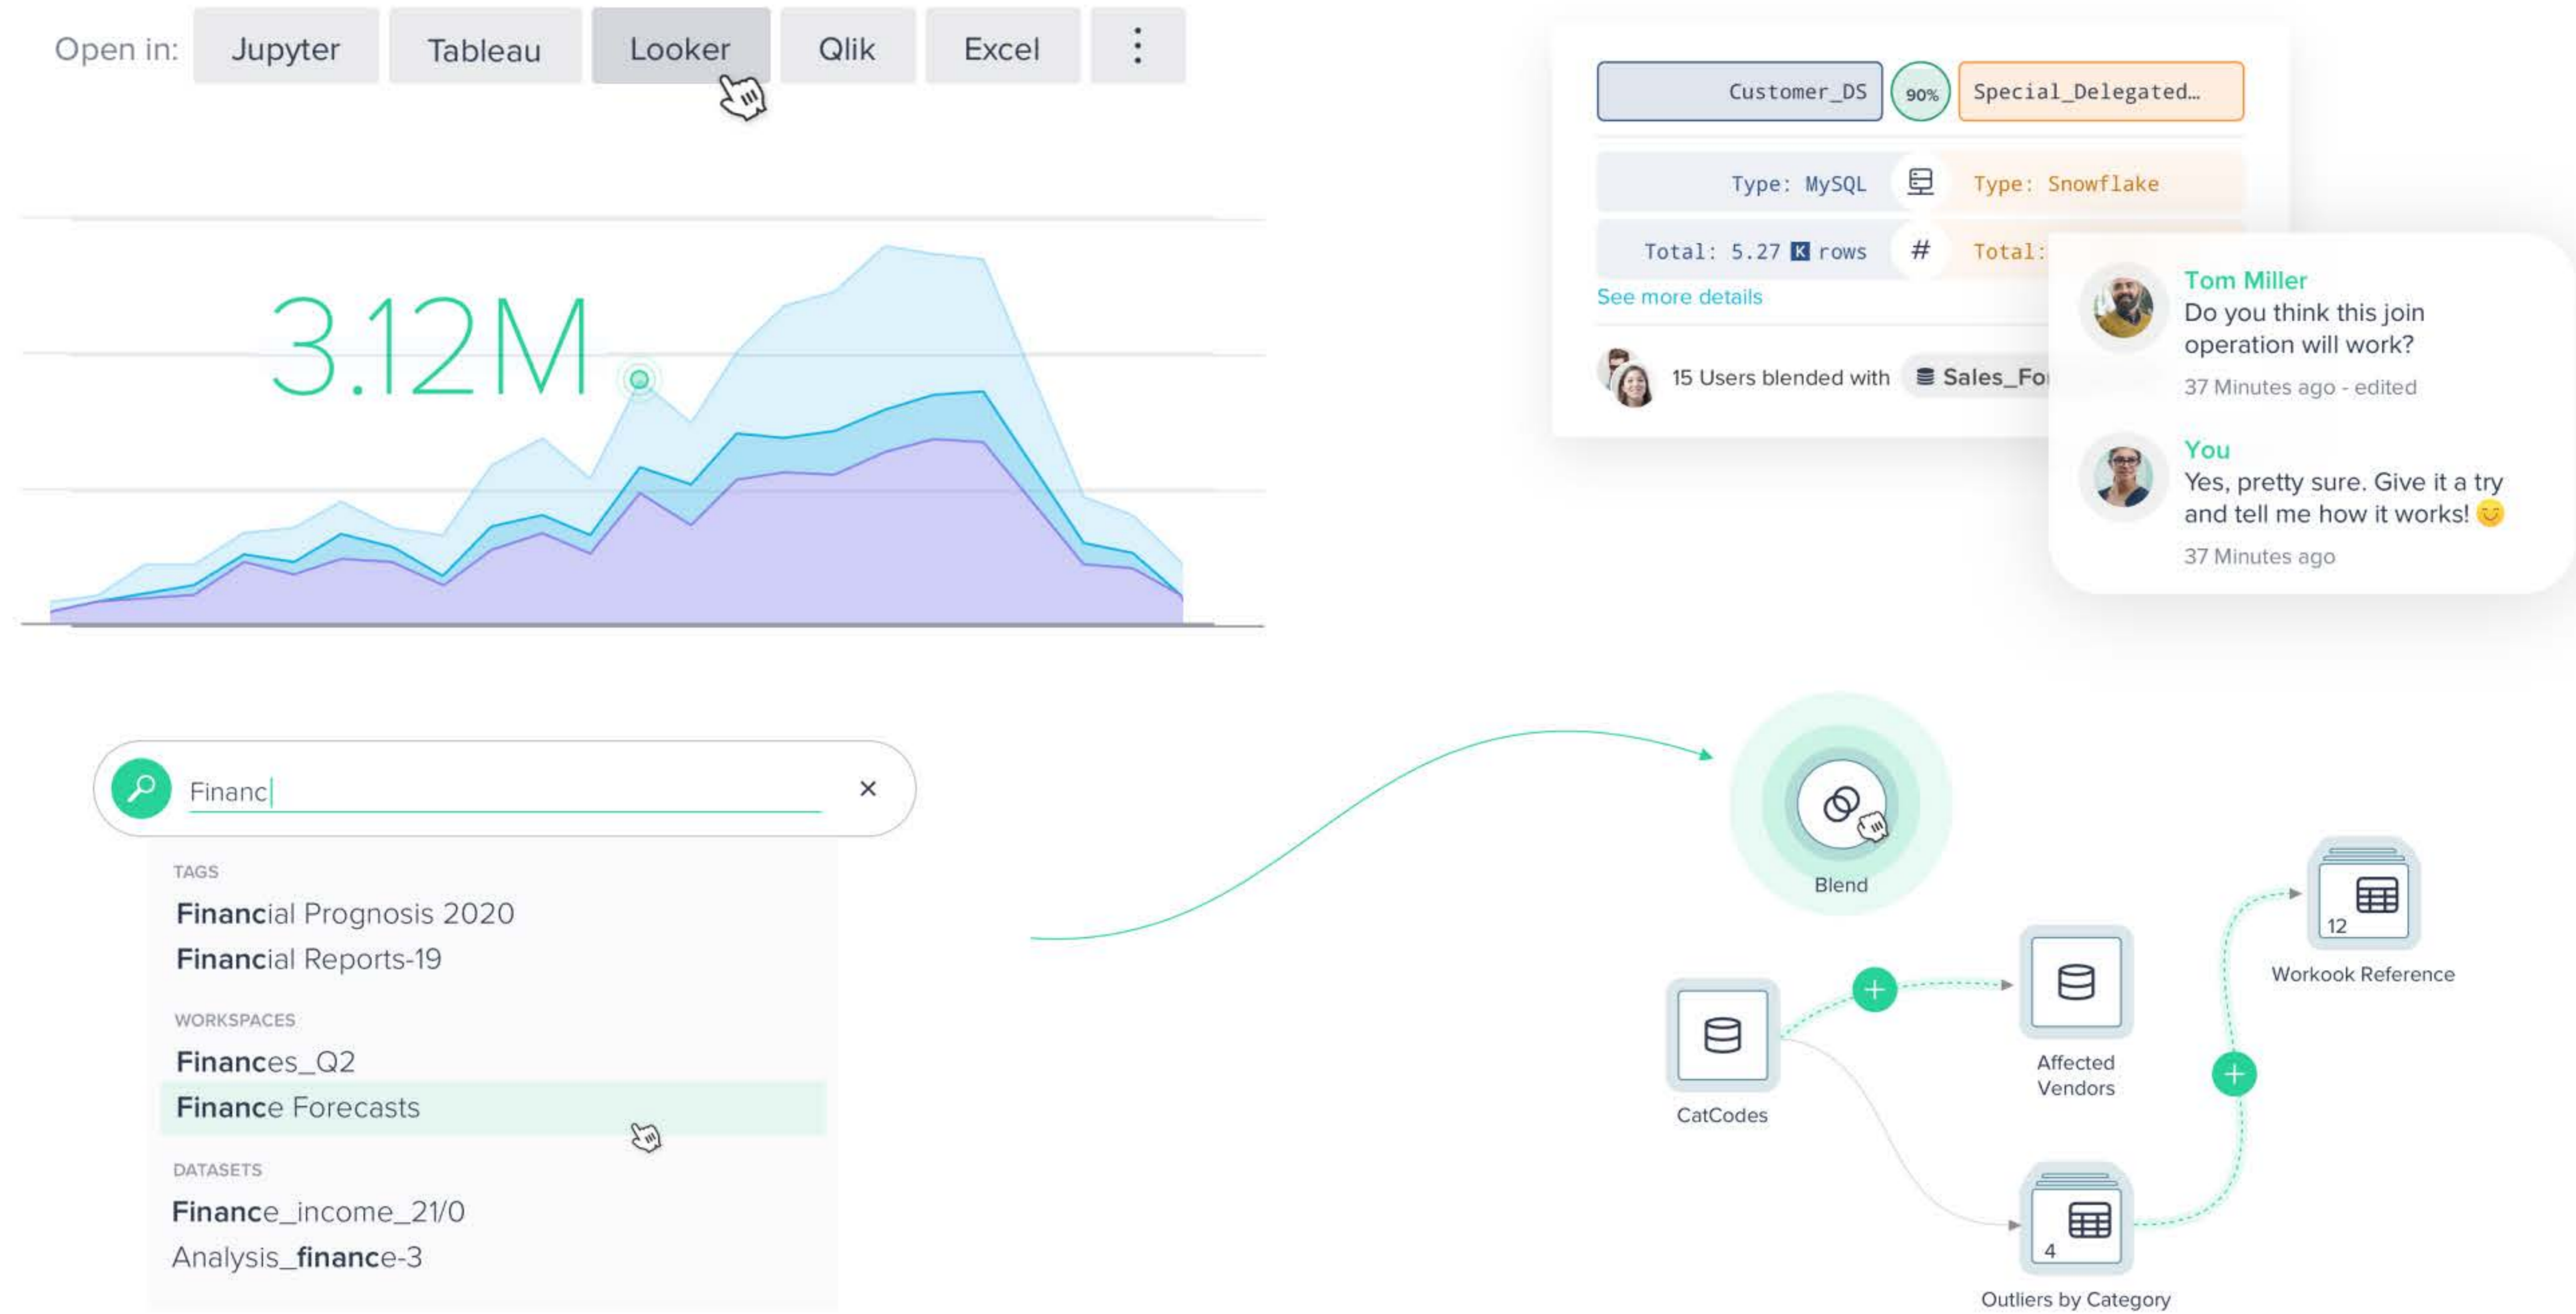 Open in: Jupyter Tableau Looker Qlik Excel
3.12M
Customer_DS 90% Special_Delegated…
Type: MySQL Type: Snowflake
Total: 5.27 K rows # Total:
See more details
15 Users blended with Sales_Fo
Tom Miller
Do you think this join
operation will work?
37 Minutes ago - edited
You
Yes, pretty sure. Give it a try
and tell me how it works! 😊
37 Minutes ago
Financ
TAGS
Financial Prognosis 2020
Financial Reports-19
WORKSPACES
Finances_Q2
Finance Forecasts
DATASETS
Finance_income_21/0
Analysis_finance-3
Blend
12
Workook Reference
Affected
Vendors
CatCodes
4
Outliers by Category